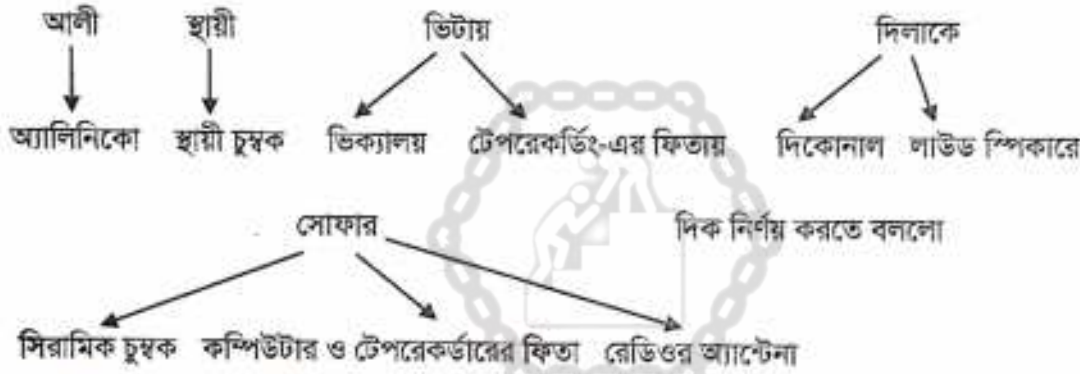 আলী স্থায়ী ভিটায় দিলাকে
অ্যালিনিকো স্থায়ী চুম্বক ভিক্যালয় টেপরেকর্ডিং-এর ফিতায় দিকোনাল লাউড স্পিকারে
সোফার দিক নির্ণয় করতে বললো
সিরামিক চুম্বক কম্পিউটার ও টেপরেকর্ডারের ফিতা রেডিওর অ্যান্টেনা